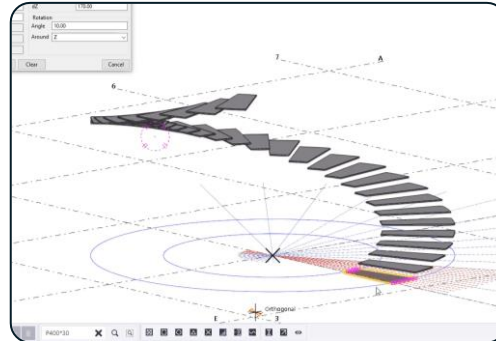 dZ 170.00
Rotation
Angle 10.00
Around Z
Clear Cancel
7 A
6
Orthogonal
E 3
P400*30